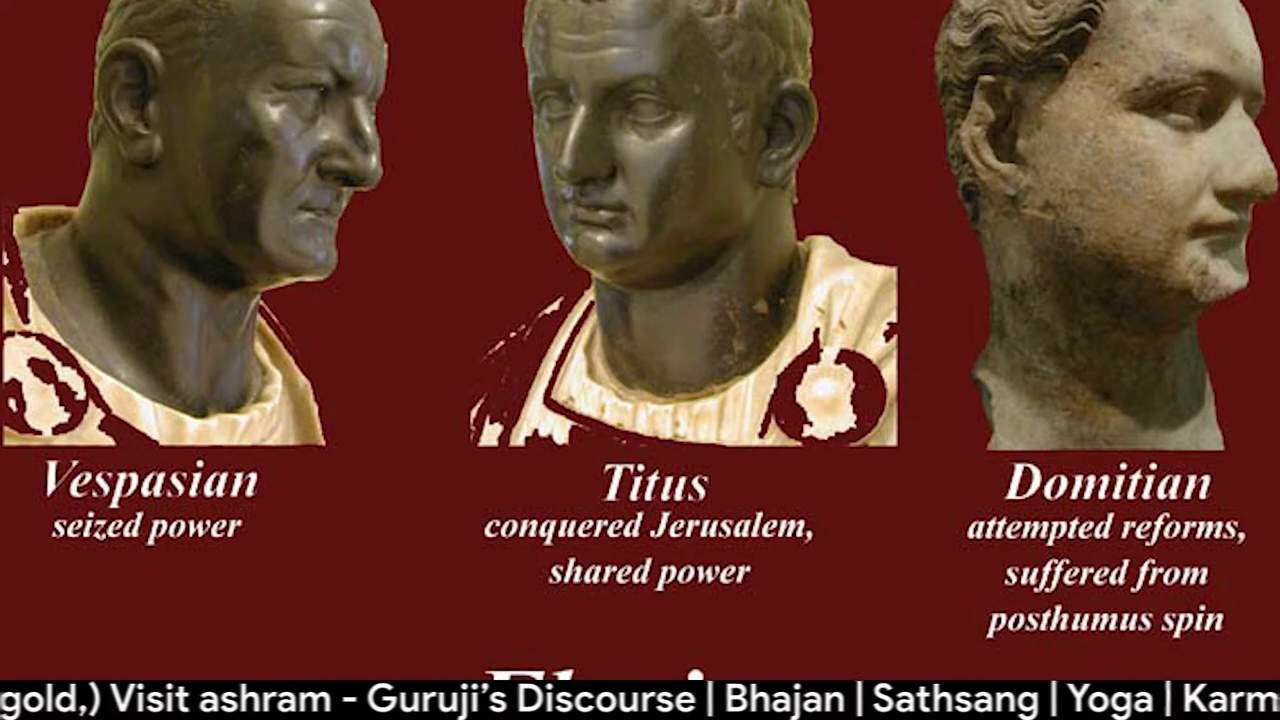 Vespasian
seized power
Titus
conquered Jerusalem,
shared power
Domitian
attempted reforms,
suffered from
posthumus spin
gold,) Visit ashram - Guruji’s Discourse | Bhajan | Sathsang | Yoga | Karm